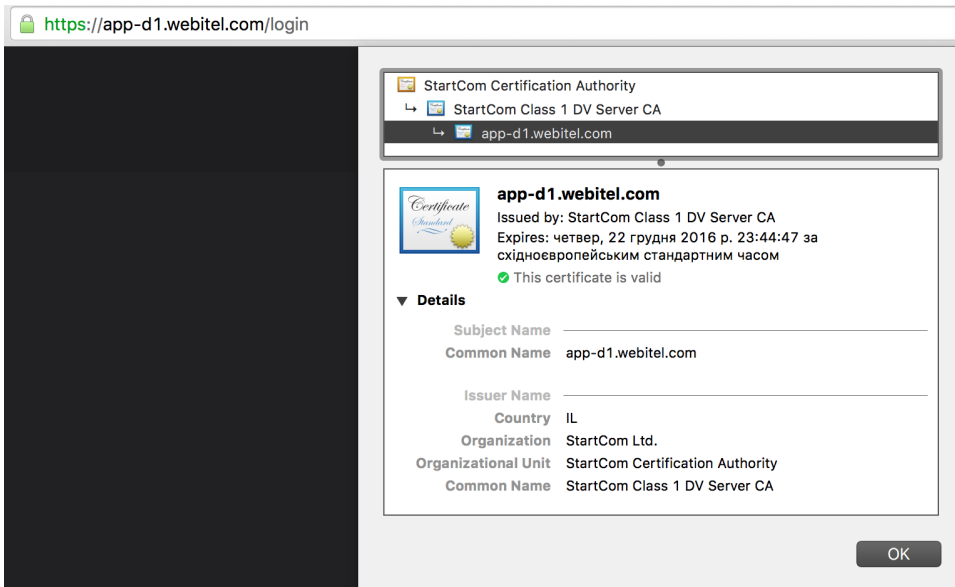 https://app-d1.webitel.com/login
StartCom Certification Authority
↳ StartCom Class 1 DV Server CA
↳ app-d1.webitel.com
Certificate
Standard
app-d1.webitel.com
Issued by: StartCom Class 1 DV Server CA
Expires: четвер, 22 грудня 2016 р. 23:44:47 за
східноєвропейським стандартним часом
This certificate is valid
▼ Details
Subject Name
Common Name app-d1.webitel.com
Issuer Name
Country IL
Organization StartCom Ltd.
Organizational Unit StartCom Certification Authority
Common Name StartCom Class 1 DV Server CA
OK